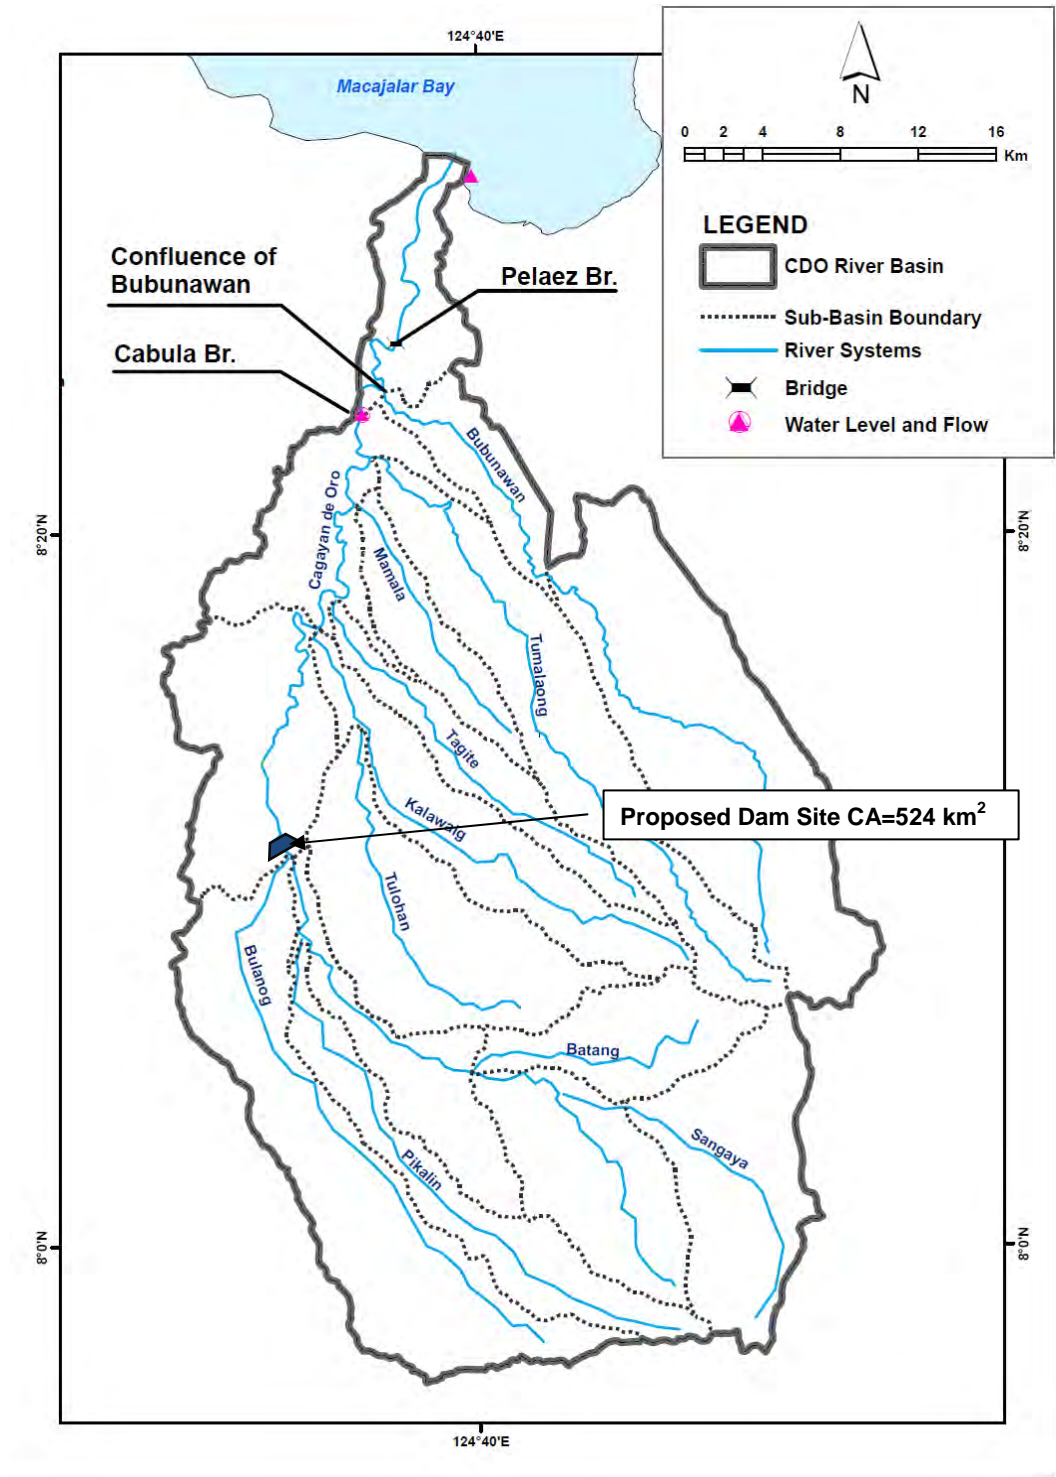 124°40'E
Macajalar Bay
N
0 2 4 8 12 16
Km
LEGEND
CDO River Basin
Sub-Basin Boundary
River Systems
Bridge
Water Level and Flow
Confluence of
Bubunawan
Pelaez Br.
Cabula Br.
Bubunawan
Cagayan de Oro
8°20'N
8°20'N
Mamala
Tumalaong
Tagite
Kalawaig
Proposed Dam Site CA=524 km²
Tulohan
Bulanog
Batang
Sangaya
Pikalin
8°0'N
8°0'N
124°40'E